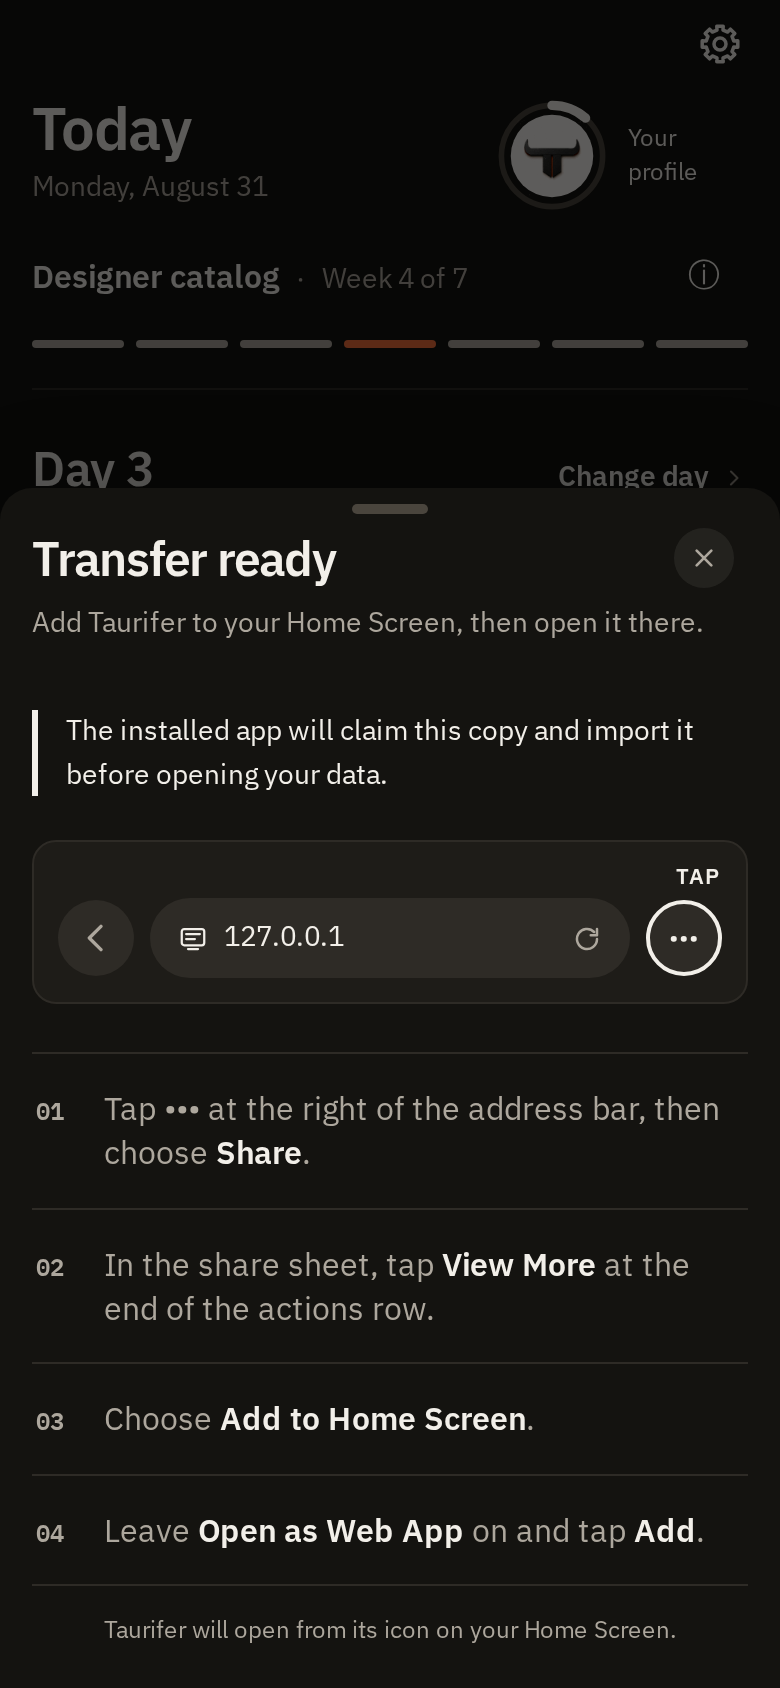 Today
Monday, August 31
Your
profile
Designer catalog · Week 4 of 7
Day 3
Change day
Transfer ready
Add Taurifer to your Home Screen, then open it there.
The installed app will claim this copy and import it
before opening your data.
TAP
127.0.0.1
01 Tap ••• at the right of the address bar, then
choose Share.
02 In the share sheet, tap View More at the
end of the actions row.
03 Choose Add to Home Screen.
04 Leave Open as Web App on and tap Add.
Taurifer will open from its icon on your Home Screen.